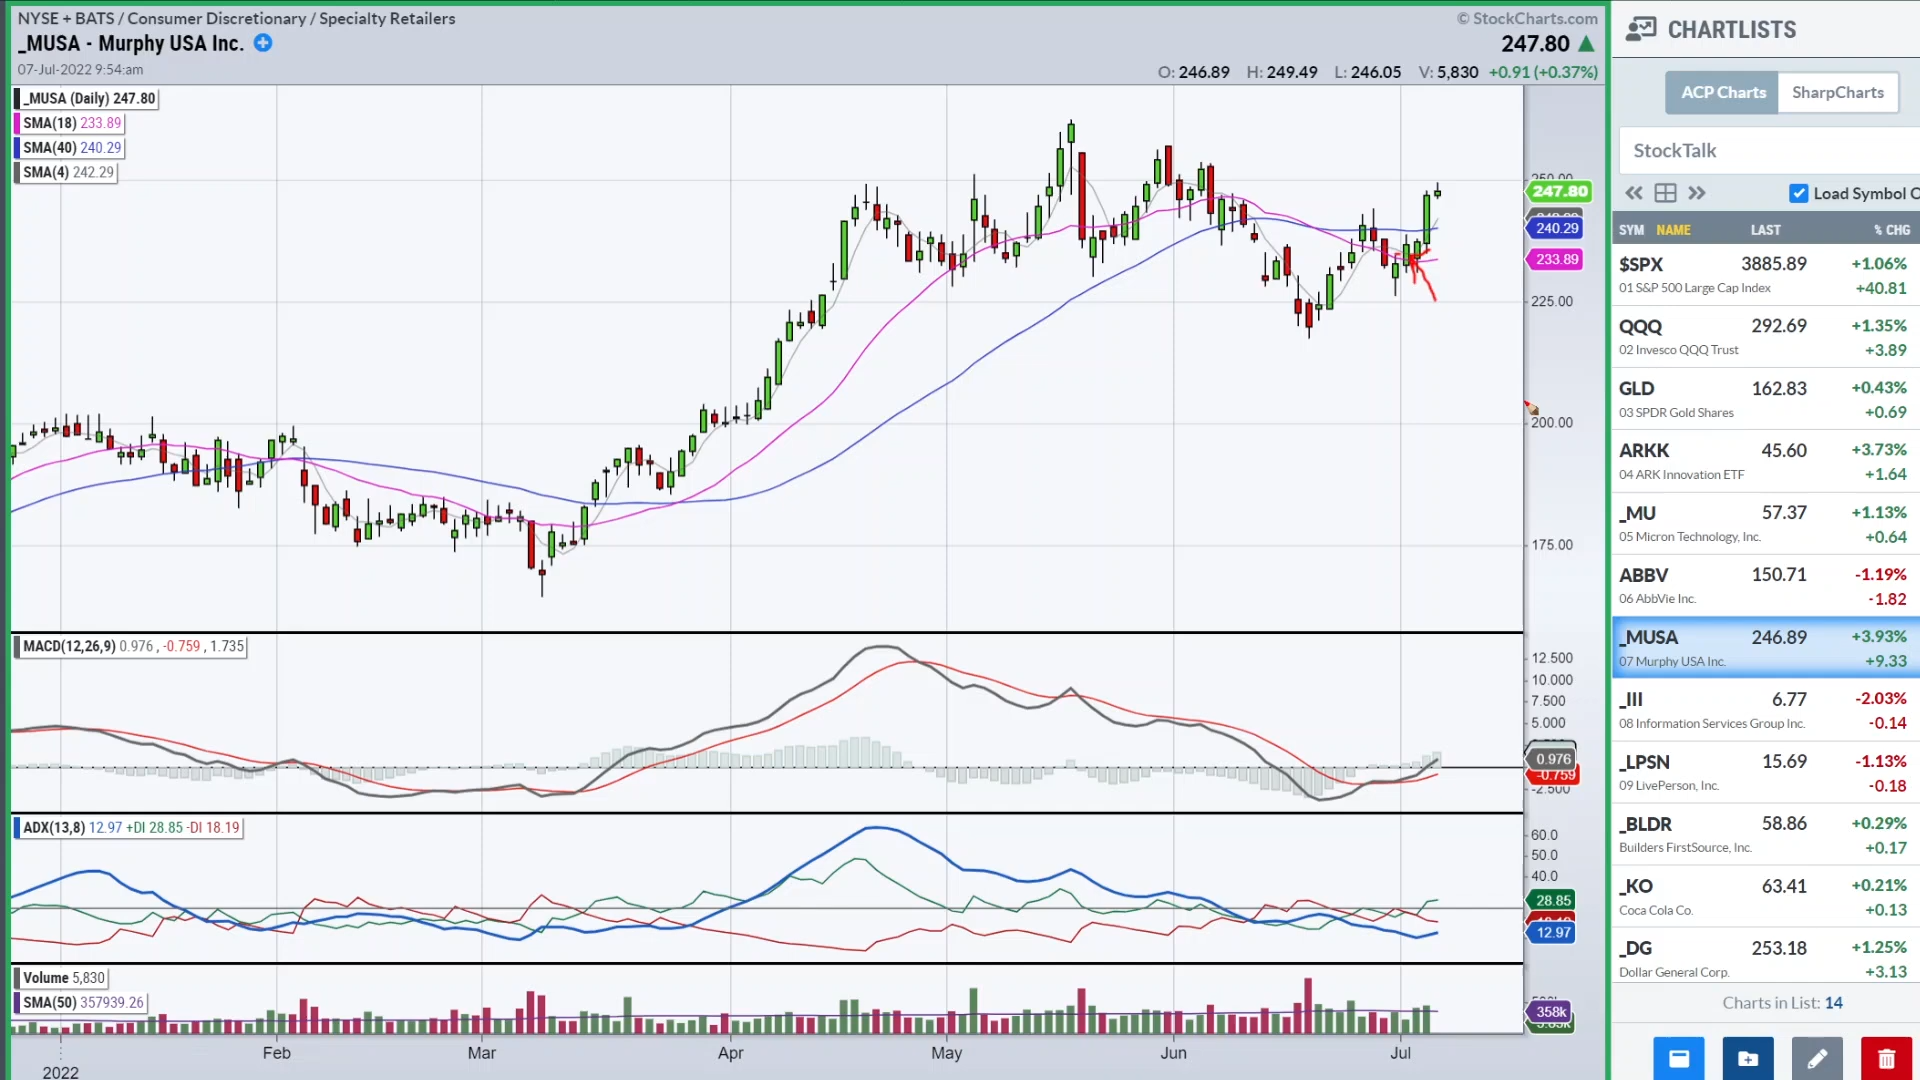 NYSE + BATS / Consumer Discretionary / Specialty Retailers
© StockCharts.com
_MUSA - Murphy USA Inc.
247.80
07-Jul-2022 9:54:am
O: 246.89 H: 249.49 L: 246.05 V: 5,830 +0.91 (+0.37%)
_MUSA (Daily) 247.80
SMA(18) 233.89
SMA(40) 240.29
SMA(4) 242.29
250.00
247.80
240.29
233.89
225.00
200.00
175.00
MACD(12,26,9) 0.976 , -0.759 , 1.735
12.500
10.000
7.500
5.000
0.976
-0.759
-2.500
ADX(13,8) 12.97 +DI 28.85 -DI 18.19
60.0
50.0
40.0
28.85
12.97
Volume 5,830
SMA(50) 357939.26
358k
Feb
Mar
Apr
May
Jun
Jul
2022
CHARTLISTS
ACP Charts
SharpCharts
StockTalk
Load Symbol O
SYM NAME LAST % CHG
$SPX 3885.89 +1.06%
01 S&P 500 Large Cap Index +40.81
QQQ 292.69 +1.35%
02 Invesco QQQ Trust +3.89
GLD 162.83 +0.43%
03 SPDR Gold Shares +0.69
ARKK 45.60 +3.73%
04 ARK Innovation ETF +1.64
_MU 57.37 +1.13%
05 Micron Technology, Inc. +0.64
ABBV 150.71 -1.19%
06 AbbVie Inc. -1.82
_MUSA 246.89 +3.93%
07 Murphy USA Inc. +9.33
_III 6.77 -2.03%
08 Information Services Group Inc. -0.14
_LPSN 15.69 -1.13%
09 LivePerson, Inc. -0.18
_BLDR 58.86 +0.29%
Builders FirstSource, Inc. +0.17
_KO 63.41 +0.21%
Coca Cola Co. +0.13
_DG 253.18 +1.25%
Dollar General Corp. +3.13
Charts in List: 14